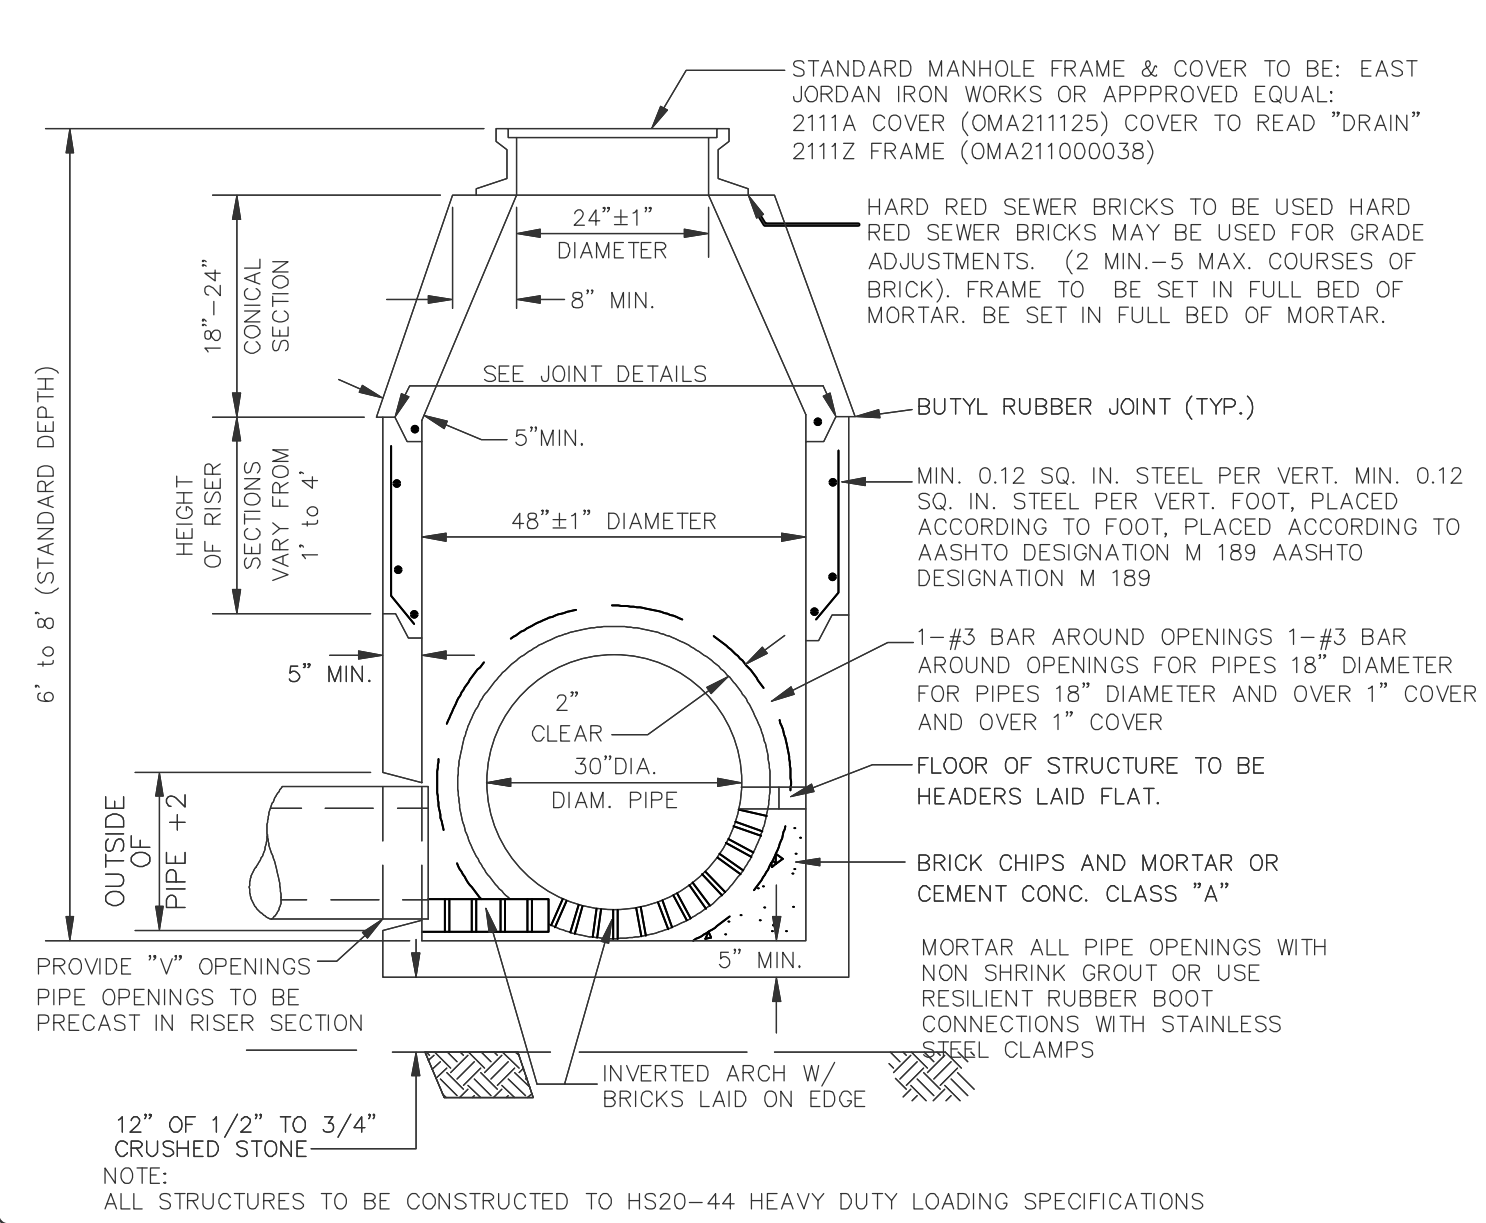 STANDARD MANHOLE FRAME & COVER TO BE: EAST
JORDAN IRON WORKS OR APPPROVED EQUAL:
2111A COVER (OMA211125) COVER TO READ "DRAIN"
2111Z FRAME (OMA211000038)
HARD RED SEWER BRICKS TO BE USED HARD
RED SEWER BRICKS MAY BE USED FOR GRADE
ADJUSTMENTS. (2 MIN.-5 MAX. COURSES OF
BRICK). FRAME TO BE SET IN FULL BED OF
MORTAR. BE SET IN FULL BED OF MORTAR.
24"±1"
DIAMETER
8" MIN.
18"-24"
CONICAL
SECTION
SEE JOINT DETAILS
BUTYL RUBBER JOINT (TYP.)
5"MIN.
6' to 8' (STANDARD DEPTH)
HEIGHT
OF RISER
SECTIONS
VARY FROM
1' to 4'
48"±1" DIAMETER
MIN. 0.12 SQ. IN. STEEL PER VERT. MIN. 0.12
SQ. IN. STEEL PER VERT. FOOT, PLACED
ACCORDING TO FOOT, PLACED ACCORDING TO
AASHTO DESIGNATION M 189 AASHTO
DESIGNATION M 189
5" MIN.
1-#3 BAR AROUND OPENINGS 1-#3 BAR
AROUND OPENINGS FOR PIPES 18" DIAMETER
FOR PIPES 18" DIAMETER AND OVER 1" COVER
AND OVER 1" COVER
2"
CLEAR
30"DIA.
DIAM. PIPE
FLOOR OF STRUCTURE TO BE
HEADERS LAID FLAT.
OUTSIDE
OF
PIPE +2
BRICK CHIPS AND MORTAR OR
CEMENT CONC. CLASS "A"
5" MIN.
PROVIDE "V" OPENINGS
PIPE OPENINGS TO BE
PRECAST IN RISER SECTION
MORTAR ALL PIPE OPENINGS WITH
NON SHRINK GROUT OR USE
RESILIENT RUBBER BOOT
CONNECTIONS WITH STAINLESS
STEEL CLAMPS
INVERTED ARCH W/
BRICKS LAID ON EDGE
12" OF 1/2" TO 3/4"
CRUSHED STONE
NOTE:
ALL STRUCTURES TO BE CONSTRUCTED TO HS20-44 HEAVY DUTY LOADING SPECIFICATIONS